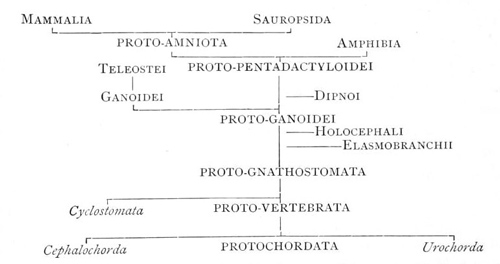 MAMMALIA SAUROPSIDA
PROTO-AMNIOTA AMPHIBIA
TELEOSTEI PROTO-PENTADACTYLOIDEI
GANOIDEI DIPNOI
PROTO-GANOIDEI
HOLOCEPHALI
ELASMOBRANCHII
PROTO-GNATHOSTOMATA
Cyclostomata PROTO-VERTEBRATA
Cephalochorda PROTOCHORDATA Urochorda